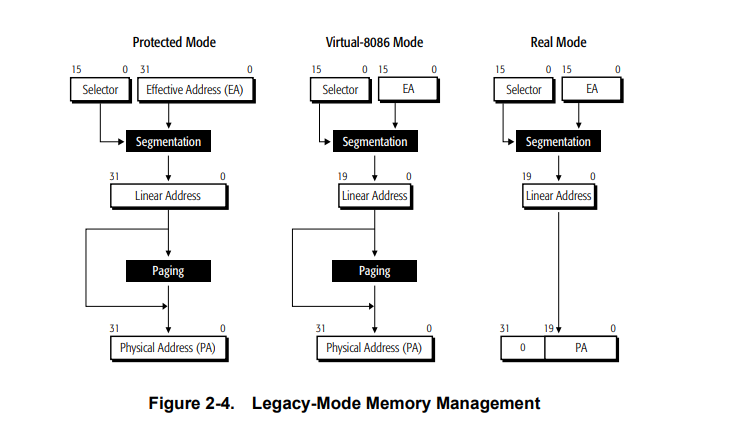 Protected Mode Virtual-8086 Mode Real Mode
15 0 31 0 15 0 15 0 15 0 15 0
Selector Effective Address (EA) Selector EA Selector EA
Segmentation Segmentation Segmentation
31 0 19 0 19 0
Linear Address Linear Address Linear Address
Paging Paging
31 0 31 0 31 19 0
Physical Address (PA) Physical Address (PA) 0 PA
Figure 2-4. Legacy-Mode Memory Management